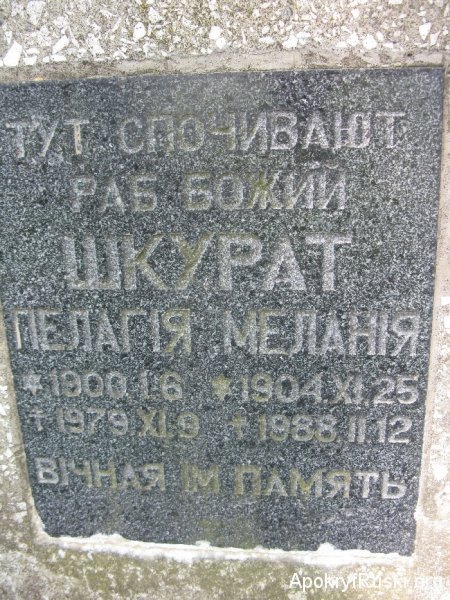 ТУТ СПОЧИВАЮТ
РАБ БОЖИЙ
ШКУРАТ
ПЕЛАГІЯ МЕЛАНІЯ
* 1900.I.6 * 1904.XI.25
† 1979.XI.9 † 1988.II.12
ВІЧНАЯ ІМ ПАМЯТЬ
ApokryfRuski.org